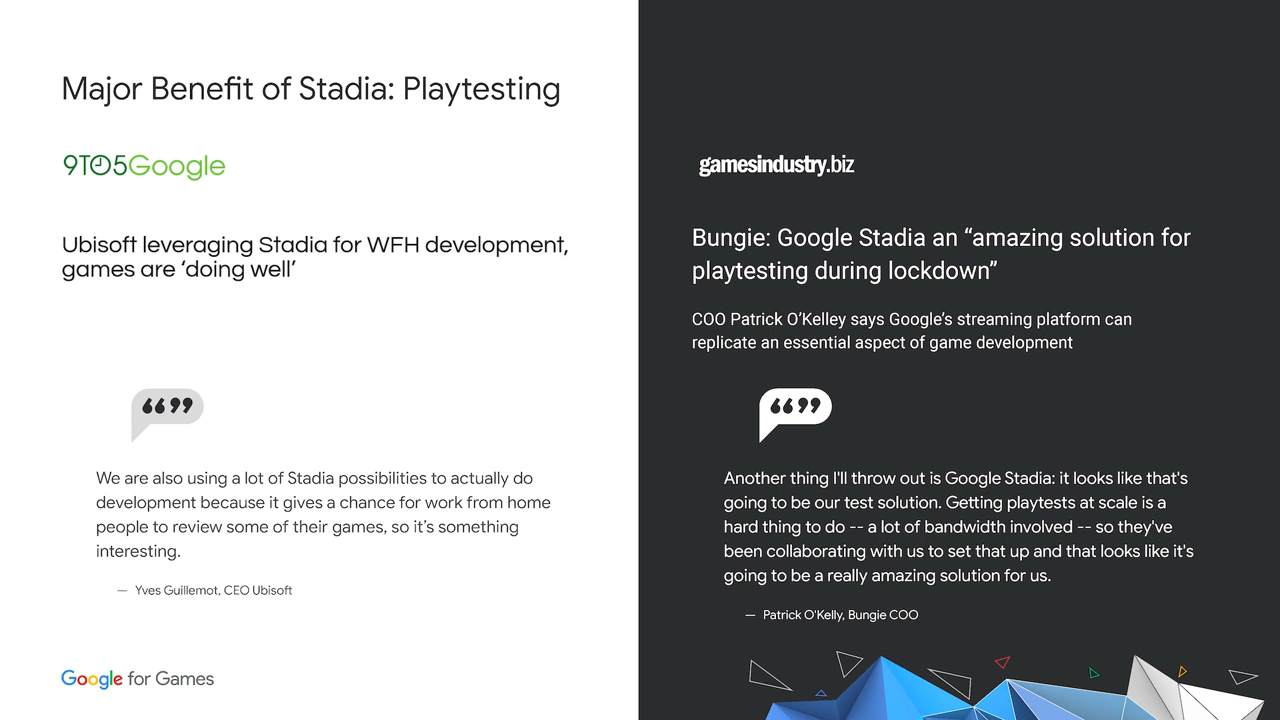 Major Benefit of Stadia: Playtesting
9TO5Google
Ubisoft leveraging Stadia for WFH development,
games are ‘doing well’
“”
We are also using a lot of Stadia possibilities to actually do
development because it gives a chance for work from home
people to review some of their games, so it’s something
interesting.
— Yves Guillemot, CEO Ubisoft
Google for Games
gamesindustry.biz
Bungie: Google Stadia an “amazing solution for
playtesting during lockdown”
COO Patrick O’Kelley says Google’s streaming platform can
replicate an essential aspect of game development
“”
Another thing I'll throw out is Google Stadia: it looks like that's
going to be our test solution. Getting playtests at scale is a
hard thing to do -- a lot of bandwidth involved -- so they've
been collaborating with us to set that up and that looks like it's
going to be a really amazing solution for us.
— Patrick O'Kelly, Bungie COO